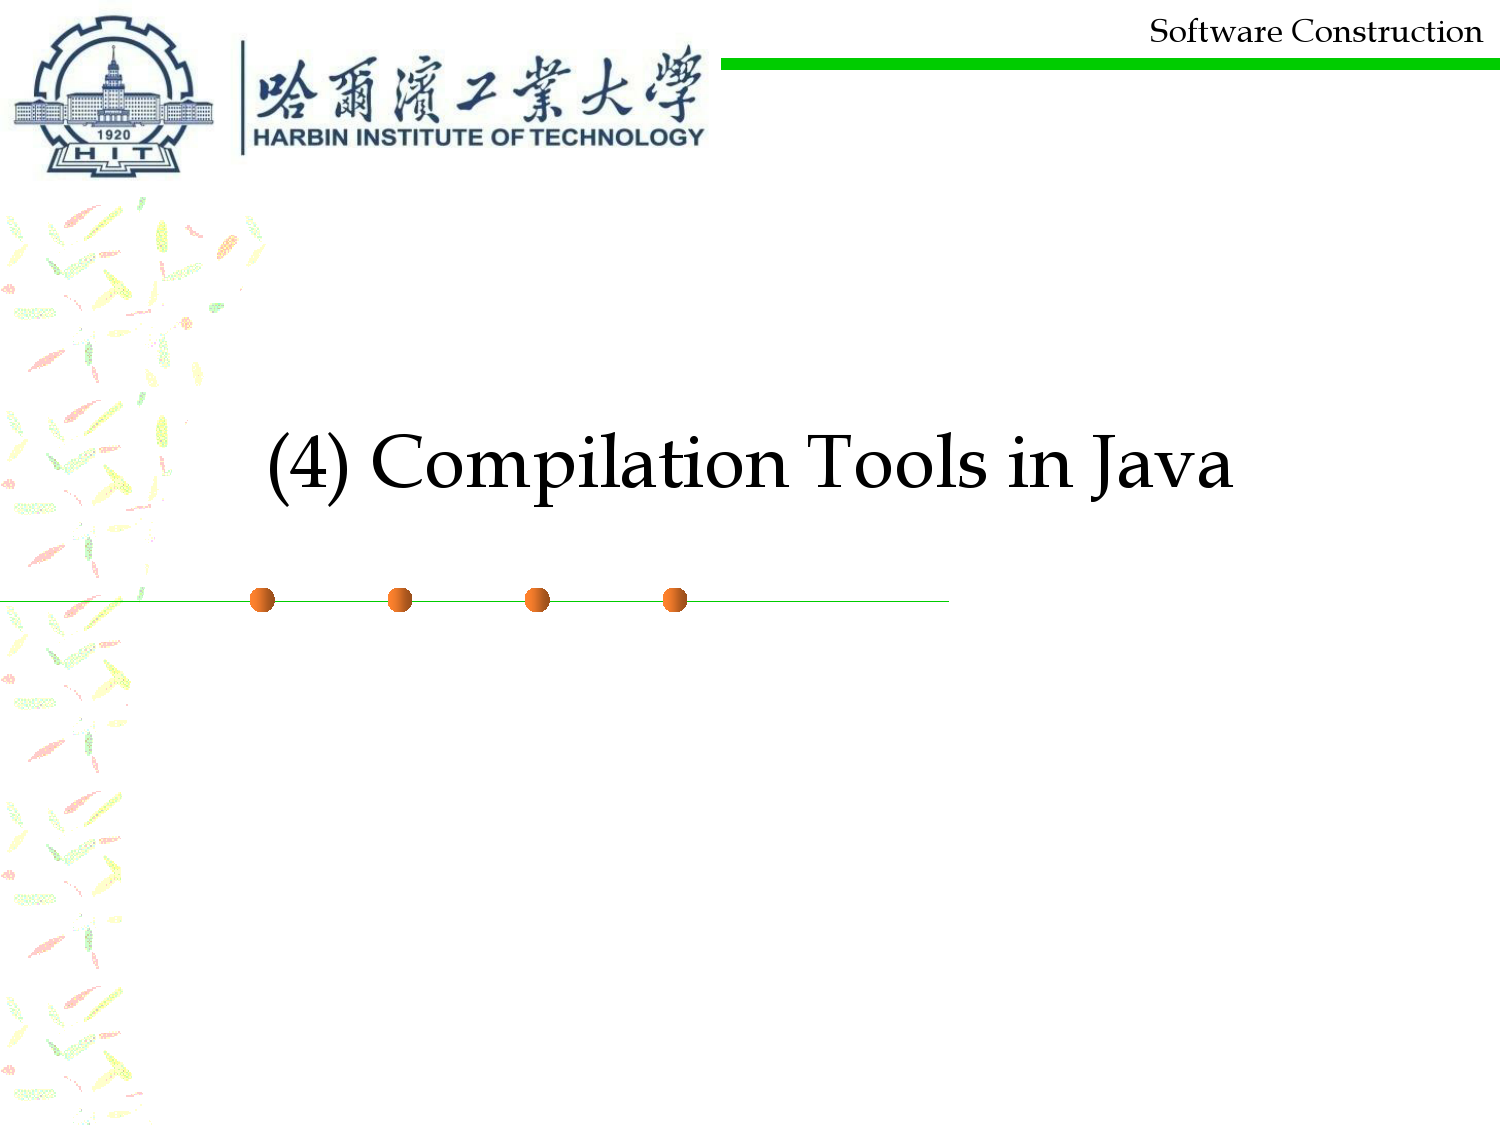 Software Construction
哈爾濱工業大學
HARBIN INSTITUTE OF TECHNOLOGY
1920
HIT
(4) Compilation Tools in Java